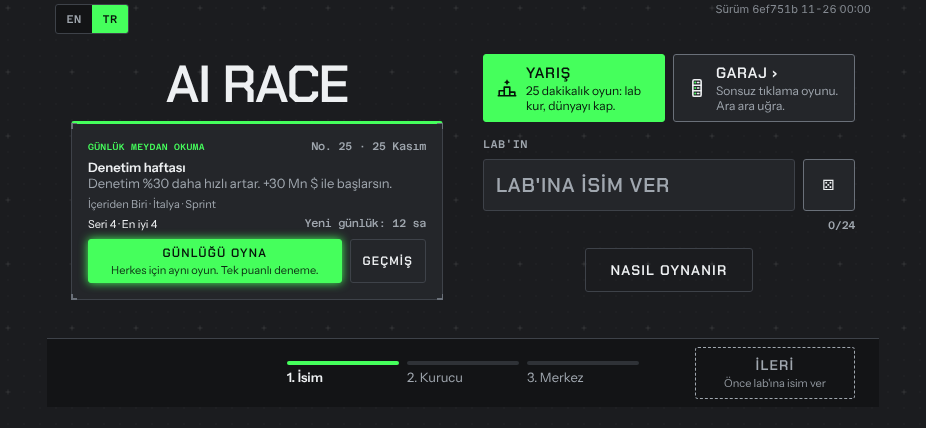 EN TR
Sürüm 6ef751b 11-26 00:00
AI RACE
GÜNLÜK MEYDAN OKUMA
No. 25 · 25 Kasım
Denetim haftası
Denetim %30 daha hızlı artar. +30 Mn $ ile başlarsın.
İçeriden Biri · İtalya · Sprint
Seri 4 · En iyi 4
Yeni günlük: 12 sa
GÜNLÜĞÜ OYNA
Herkes için aynı oyun. Tek puanlı deneme.
GEÇMİŞ
YARIŞ
25 dakikalık oyun: lab
kur, dünyayı kap.
GARAJ ›
Sonsuz tıklama oyunu.
Ara ara uğra.
LAB'IN
LAB'INA İSİM VER
0/24
NASIL OYNANIR
1. İsim
2. Kurucu
3. Merkez
İLERİ
Önce lab'ına isim ver